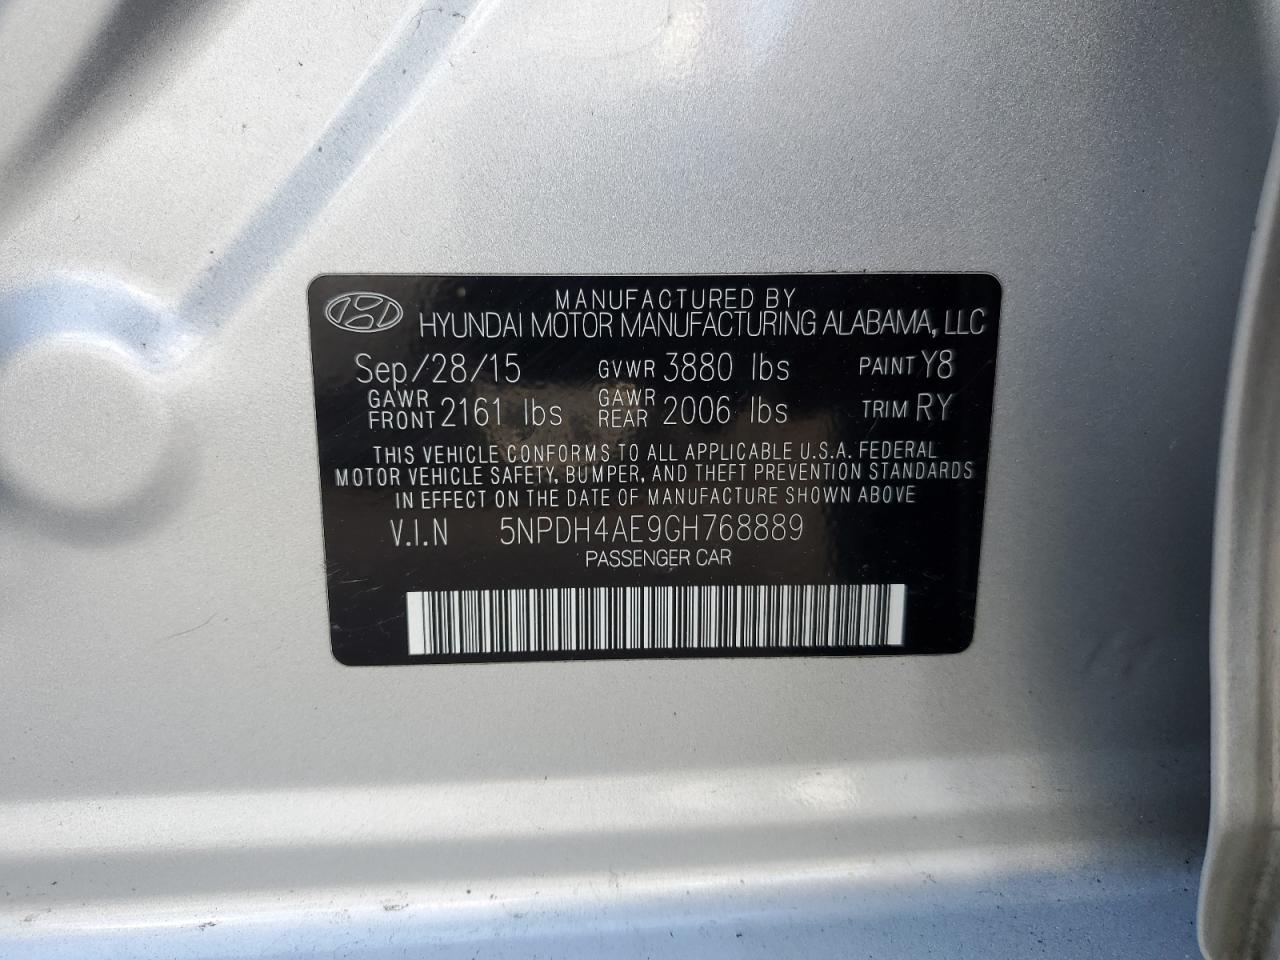 MANUFACTURED BY
HYUNDAI MOTOR MANUFACTURING ALABAMA, LLC
Sep/28/15 GVWR 3880 lbs PAINT Y8
GAWR FRONT 2161 lbs GAWR REAR 2006 lbs TRIM RY
THIS VEHICLE CONFORMS TO ALL APPLICABLE U.S.A. FEDERAL
MOTOR VEHICLE SAFETY, BUMPER, AND THEFT PREVENTION STANDARDS
IN EFFECT ON THE DATE OF MANUFACTURE SHOWN ABOVE
V.I.N 5NPDH4AE9GH768889
PASSENGER CAR